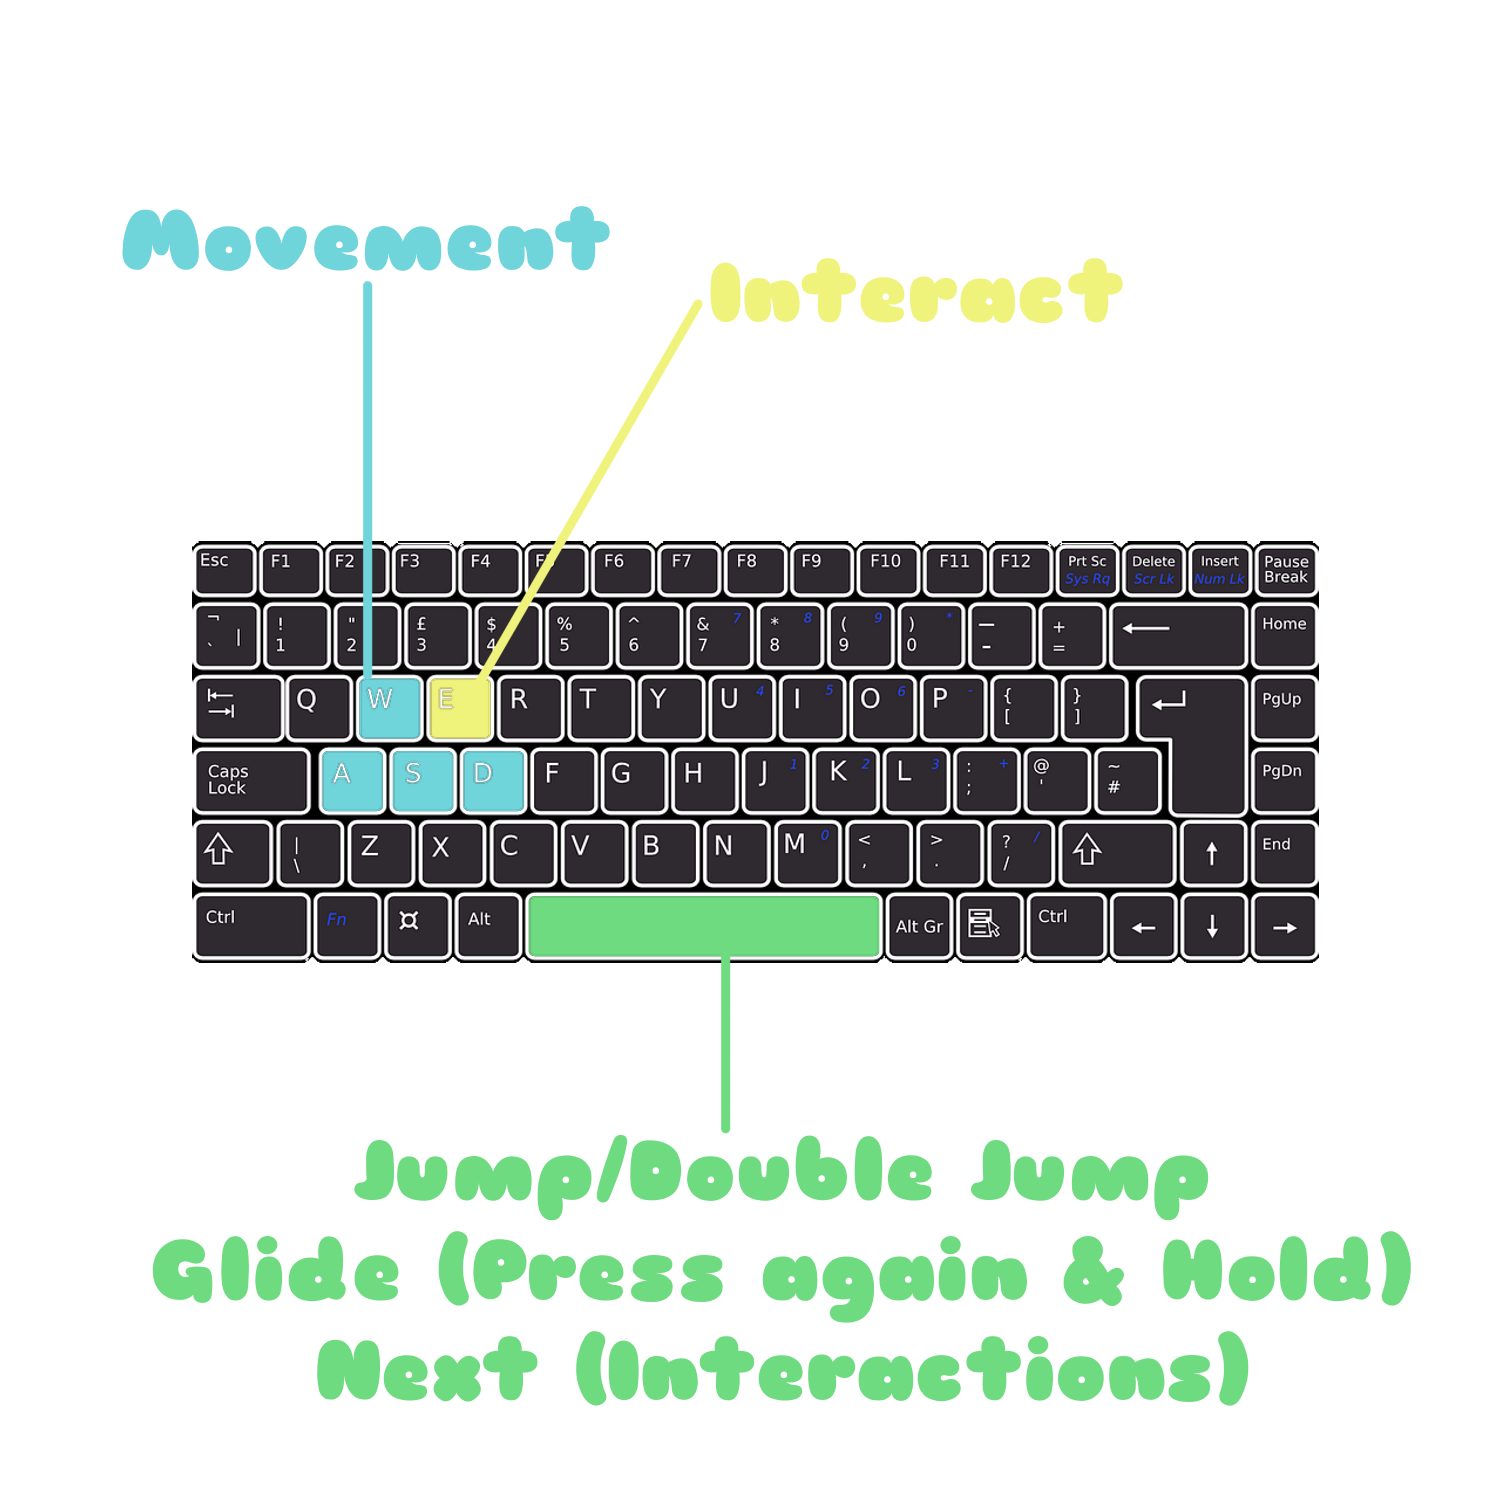 Movement
Interact
Esc F1 F2 F3 F4 F5 F6 F7 F8 F9 F10 F11 F12 Prt Sc Delete Insert Pause
Sys Rq Scr Lk Num Lk Break
¬ | ! " £ $ % ^ & 7 * 8 ( 9 ) * — + Home
` 1 2 3 4 5 6 7 8 9 0 - =
Q W E R T Y U 4 I 5 O 6 P - { } PgUp
[ ]
Caps A S D F G H J 1 K 2 L 3 : + @ ~ PgDn
Lock ; ' #
| Z X C V B N M 0 < > ? / End
\ , . /
Ctrl Fn Alt Alt Gr Ctrl
Jump/Double Jump
Glide (Press again & Hold)
Next (Interactions)